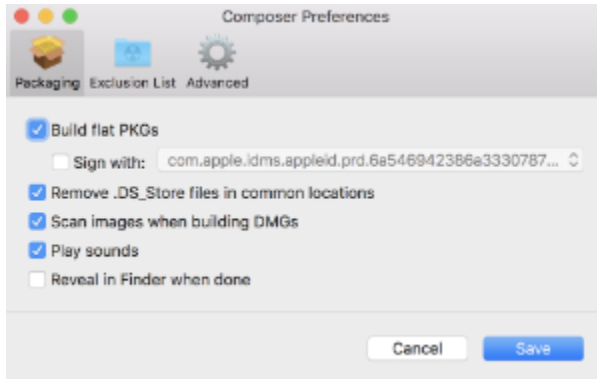 Composer Preferences
Packaging Exclusion List Advanced
Build flat PKGs
Sign with: com.apple.idms.appleid.prd.6a546942386a3330787...
Remove .DS_Store files in common locations
Scan images when building DMGs
Play sounds
Reveal in Finder when done
Cancel Save